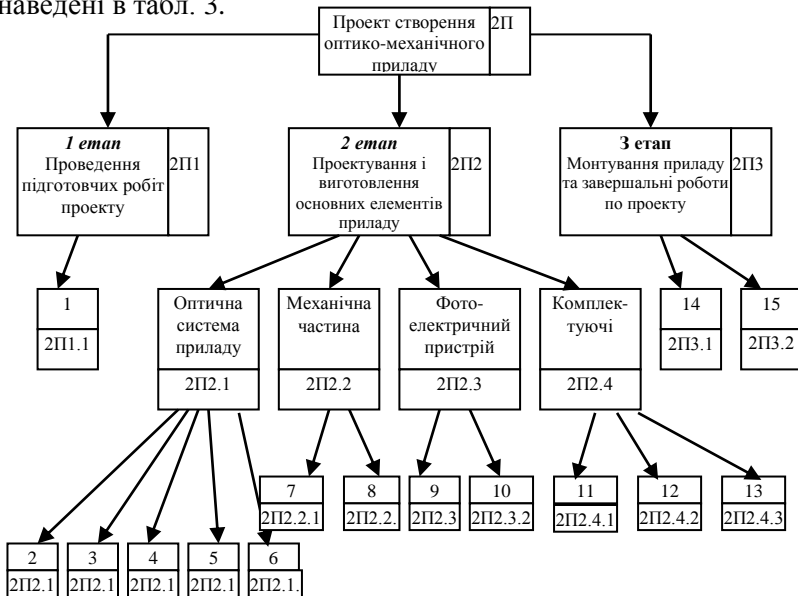 наведені в табл. 3.
Проект створення
оптико-механічного
приладу
2П
1 етап
Проведення
підготовчих робіт
проекту
2П1
2 етап
Проектування і
виготовлення
основних елементів
приладу
2П2
З етап
Монтування приладу
та завершальні роботи
по проекту
2П3
1
2П1.1
Оптична
система
приладу
2П2.1
Механічна
частина
2П2.2
Фото-
електричний
пристрій
2П2.3
Комплек-
туючі
2П2.4
14
2П3.1
15
2П3.2
7
2П2.2.1
8
2П2.2.
9
2П2.3
10
2П2.3.2
11
2П2.4.1
12
2П2.4.2
13
2П2.4.3
2
2П2.1
3
2П2.1
4
2П2.1
5
2П2.1
6
2П2.1.